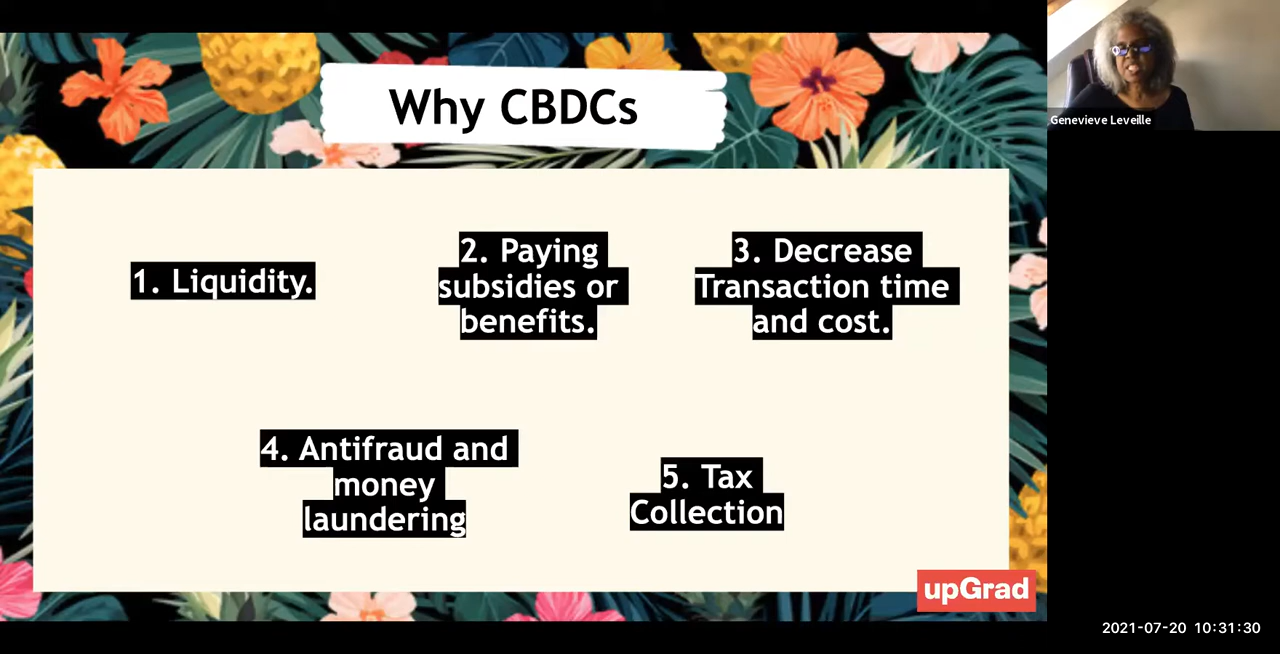 Why CBDCs
Genevieve Leveille
1. Liquidity.
2. Paying
subsidies or
benefits.
3. Decrease
Transaction time
and cost.
4. Antifraud and
money
laundering
5. Tax
Collection
upGrad
2021-07-20 10:31:30